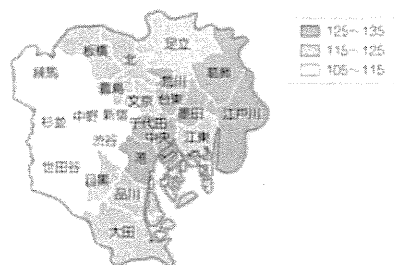 足立
板橋
北
練馬
葛飾
荒川
豊島
文京 台東
墨田
江戸川
中野 新宿
杉並
千代田
渋谷
中央 江東
港
世田谷
目黒
品川
大田
125~135
115~125
105~115